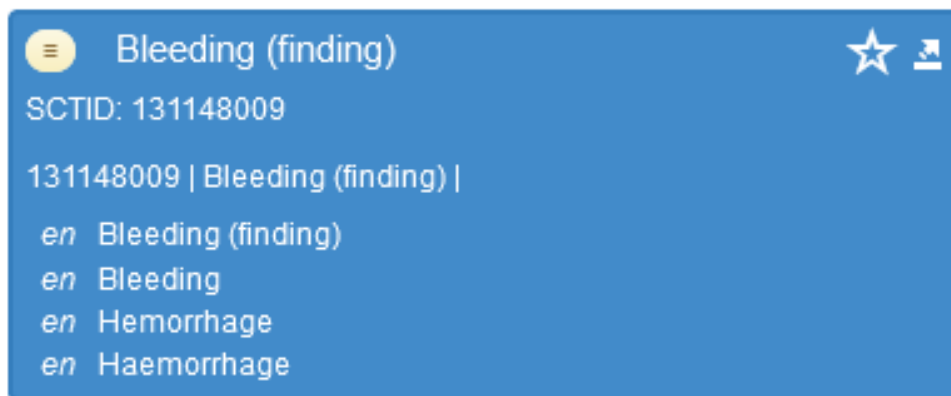 Bleeding (finding)
SCTID: 131148009
131148009 | Bleeding (finding) |
en Bleeding (finding)
en Bleeding
en Hemorrhage
en Haemorrhage